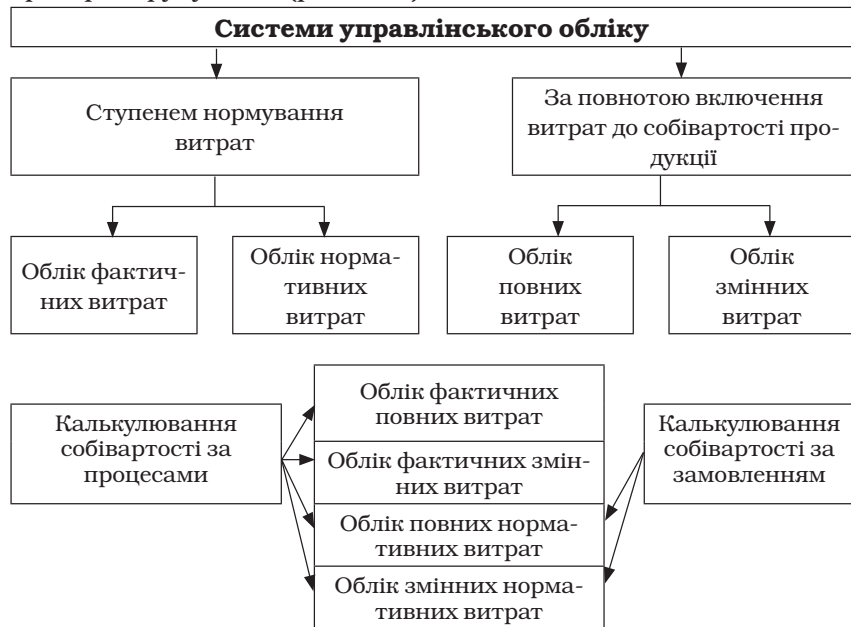 Системи управлінського обліку
Ступенем нормування
витрат
За повнотою включення
витрат до собівартості про-
дукції
Облік фактич-
них витрат
Облік норма-
тивних
витрат
Облік
повних
витрат
Облік
змінних
витрат
Калькулювання
собівартості за
процесами
Облік фактичних
повних витрат
Облік фактичних змін-
них витрат
Облік повних норма-
тивних витрат
Облік змінних норма-
тивних витрат
Калькулювання
собівартості за
замовленням